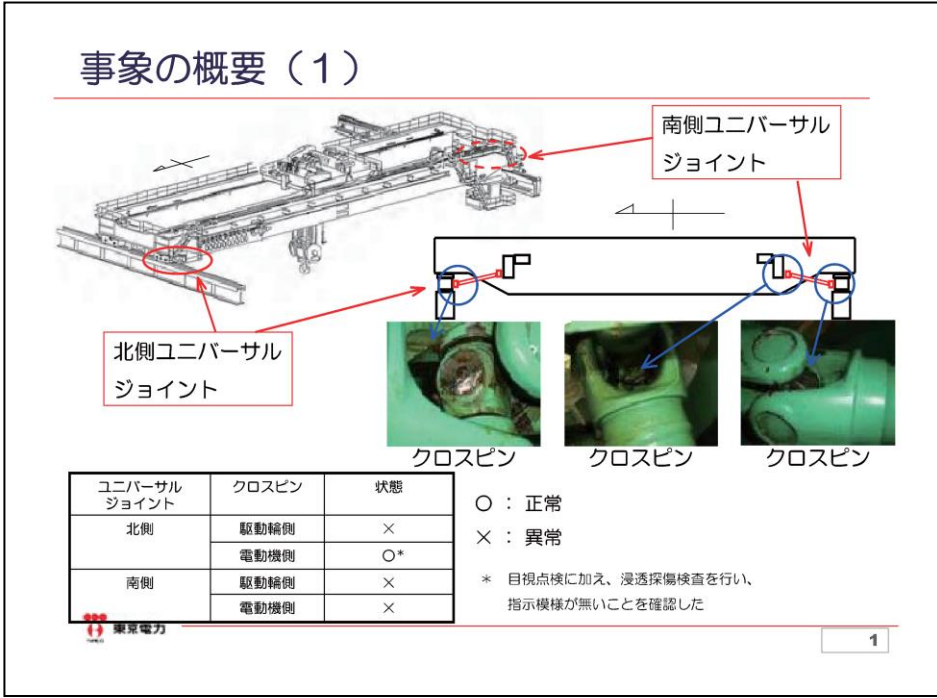 事象の概要（１）
南側ユニバーサル
ジョイント
北側ユニバーサル
ジョイント
クロスピン
クロスピン
クロスピン
ユニバーサル
ジョイント
クロスピン
状態
北側
駆動輪側
×
電動機側
○*
南側
駆動輪側
×
電動機側
×
○ ： 正常
× ： 異常
* 目視点検に加え、浸透探傷検査を行い、
指示模様が無いことを確認した
東京電力
1